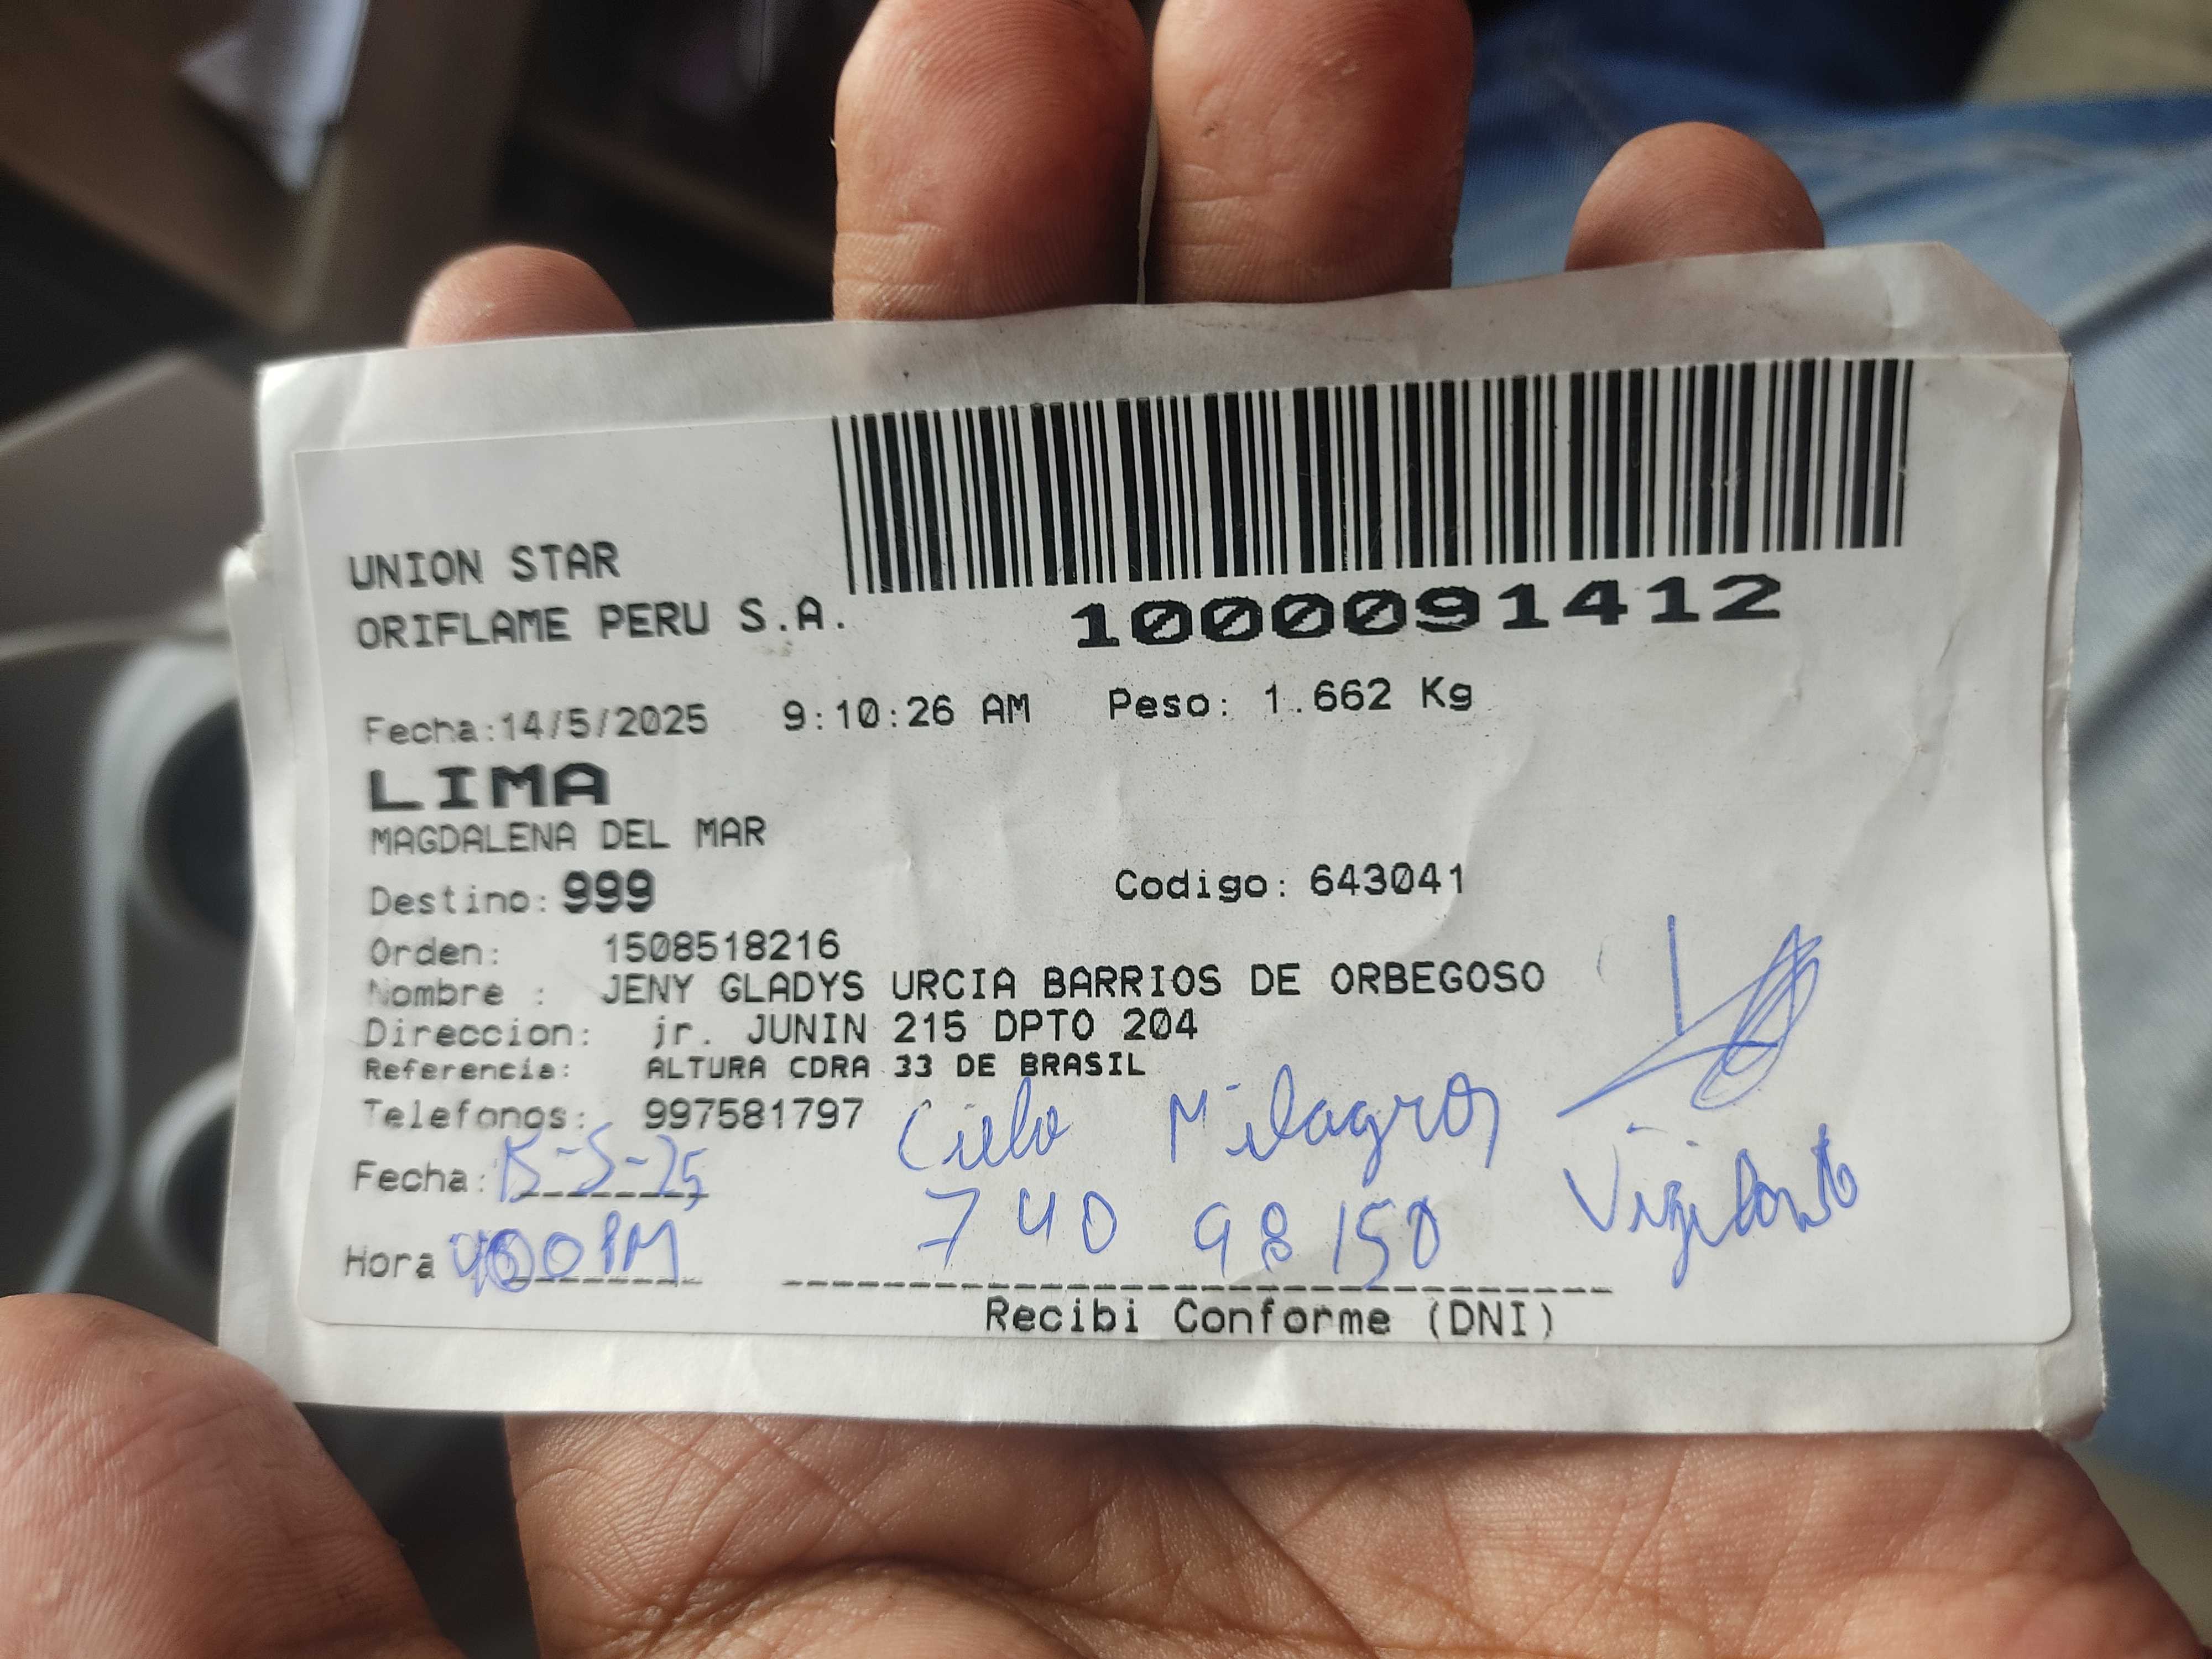 UNION STAR
ORIFLAME PERU S.A.
1000091412
Fecha:14/5/2025 9:10:26 AM Peso: 1.662 Kg
LIMA
MAGDALENA DEL MAR
Destino: 999 Codigo: 643041
Orden: 1508518216
Nombre : JENY GLADYS URCIA BARRIOS DE ORBEGOSO
Direccion: jr. JUNIN 215 DPTO 204
Referencia: ALTURA CDRA 33 DE BRASIL
Telefonos: 997581797 Cielo Milagros
Fecha: 15-5-25 Vigilante
Hora 740 98150
Recibi Conforme (DNI)